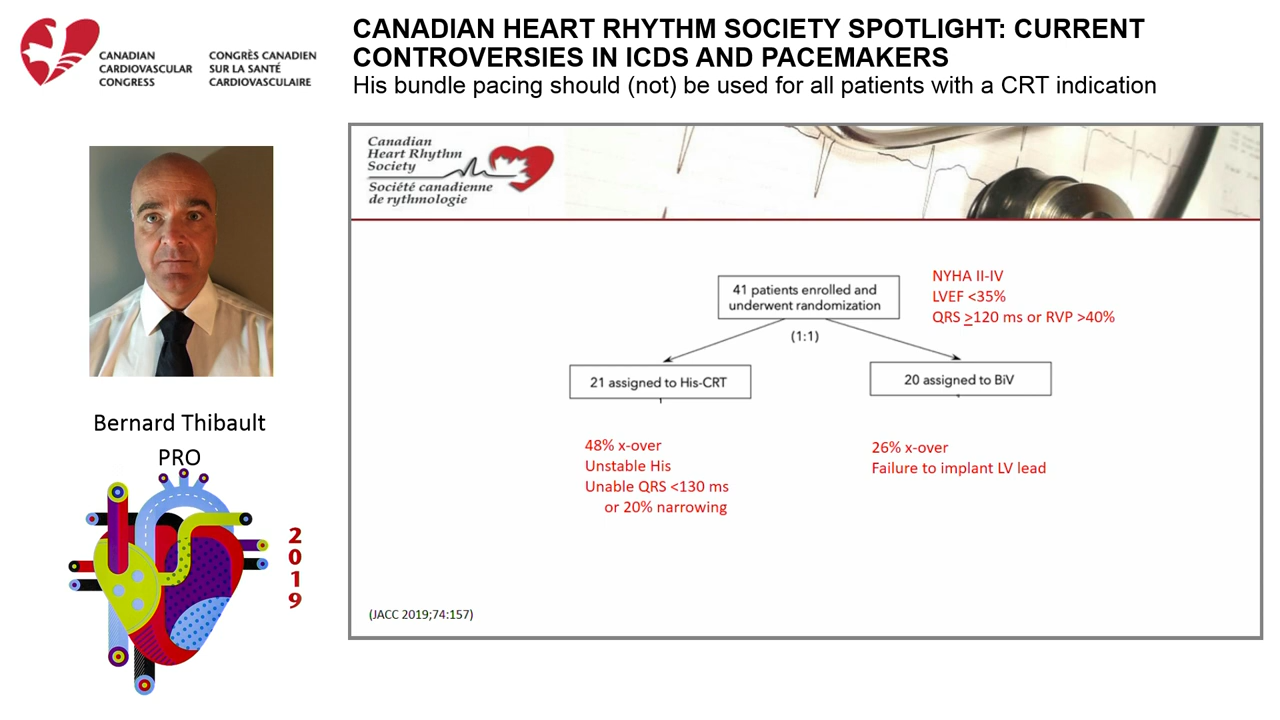 CANADIAN
CARDIOVASCULAR
CONGRESS
CONGRÈS CANADIEN
SUR LA SANTÉ
CARDIOVASCULAIRE
CANADIAN HEART RHYTHM SOCIETY SPOTLIGHT: CURRENT
CONTROVERSIES IN ICDS AND PACEMAKERS
His bundle pacing should (not) be used for all patients with a CRT indication
Bernard Thibault
PRO
2
0
1
9
Canadian
Heart Rhythm
Society
Société canadienne
de rythmologie
41 patients enrolled and
underwent randomization
NYHA II-IV
LVEF <35%
QRS >120 ms or RVP >40%
(1:1)
21 assigned to His-CRT
20 assigned to BiV
48% x-over
Unstable His
Unable QRS <130 ms
or 20% narrowing
26% x-over
Failure to implant LV lead
(JACC 2019;74:157)